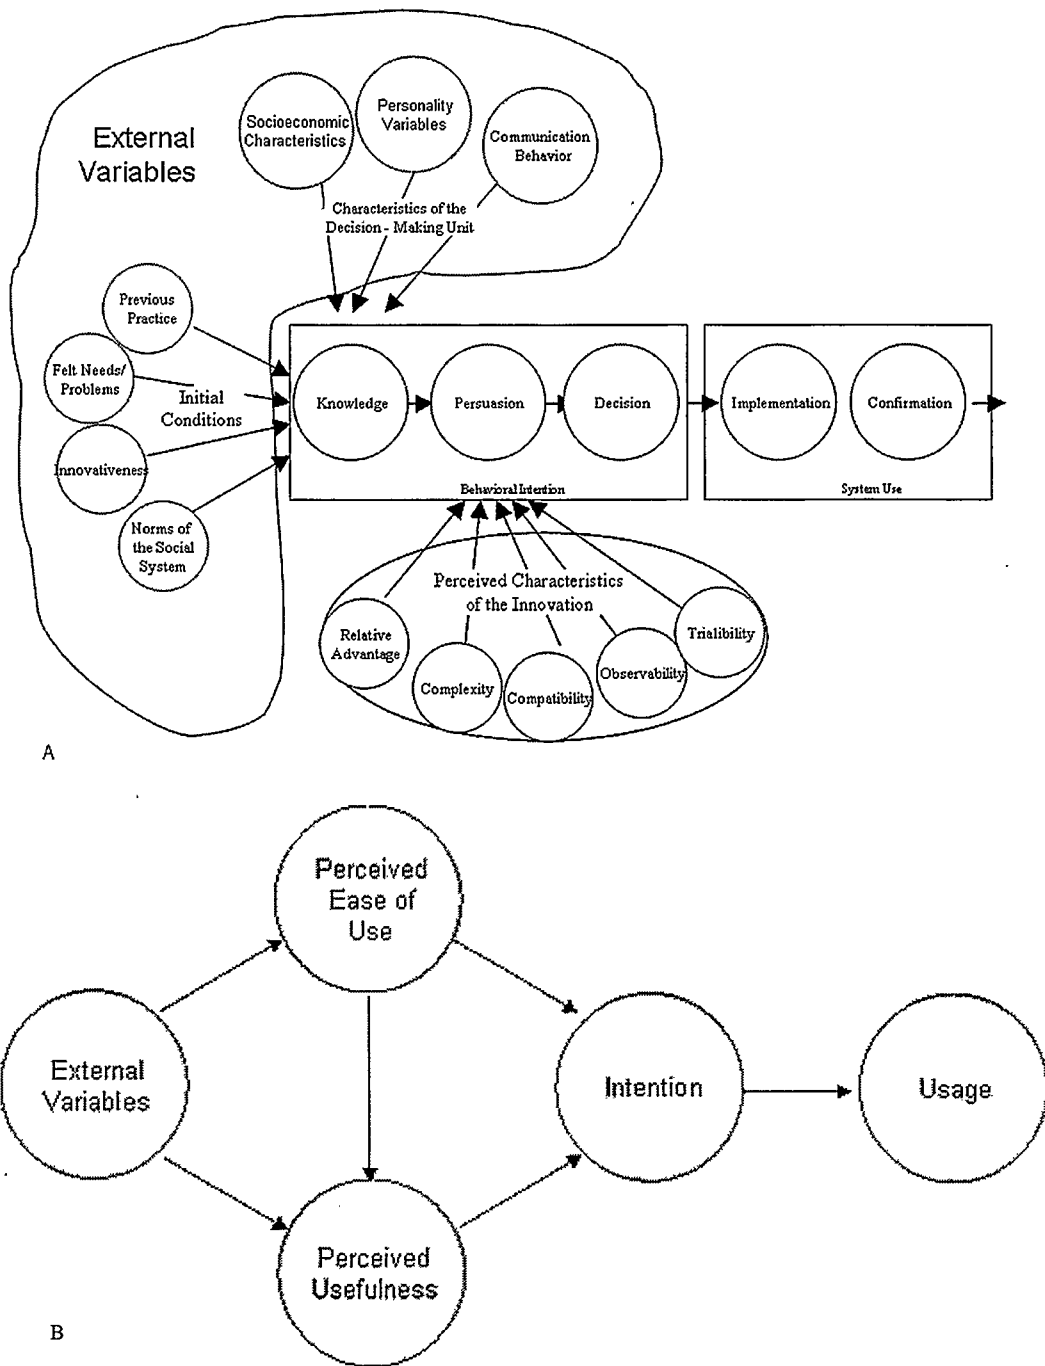 External
Variables
Socioeconomic
Characteristics
Personality
Variables
Communication
Behavior
Characteristics of the
Decision - Making Unit
Previous
Practice
Felt Needs/
Problems
Initial
Conditions
Innovativeness
Norms of
the Social
System
Knowledge
Persuasion
Decision
Implementation
Confirmation
Behavioral Intention
System Use
Perceived Characteristics
of the Innovation
Relative
Advantage
Complexity
Compatibility
Observability
Trialibility
A
Perceived
Ease of
Use
External
Variables
Intention
Usage
Perceived
Usefulness
B